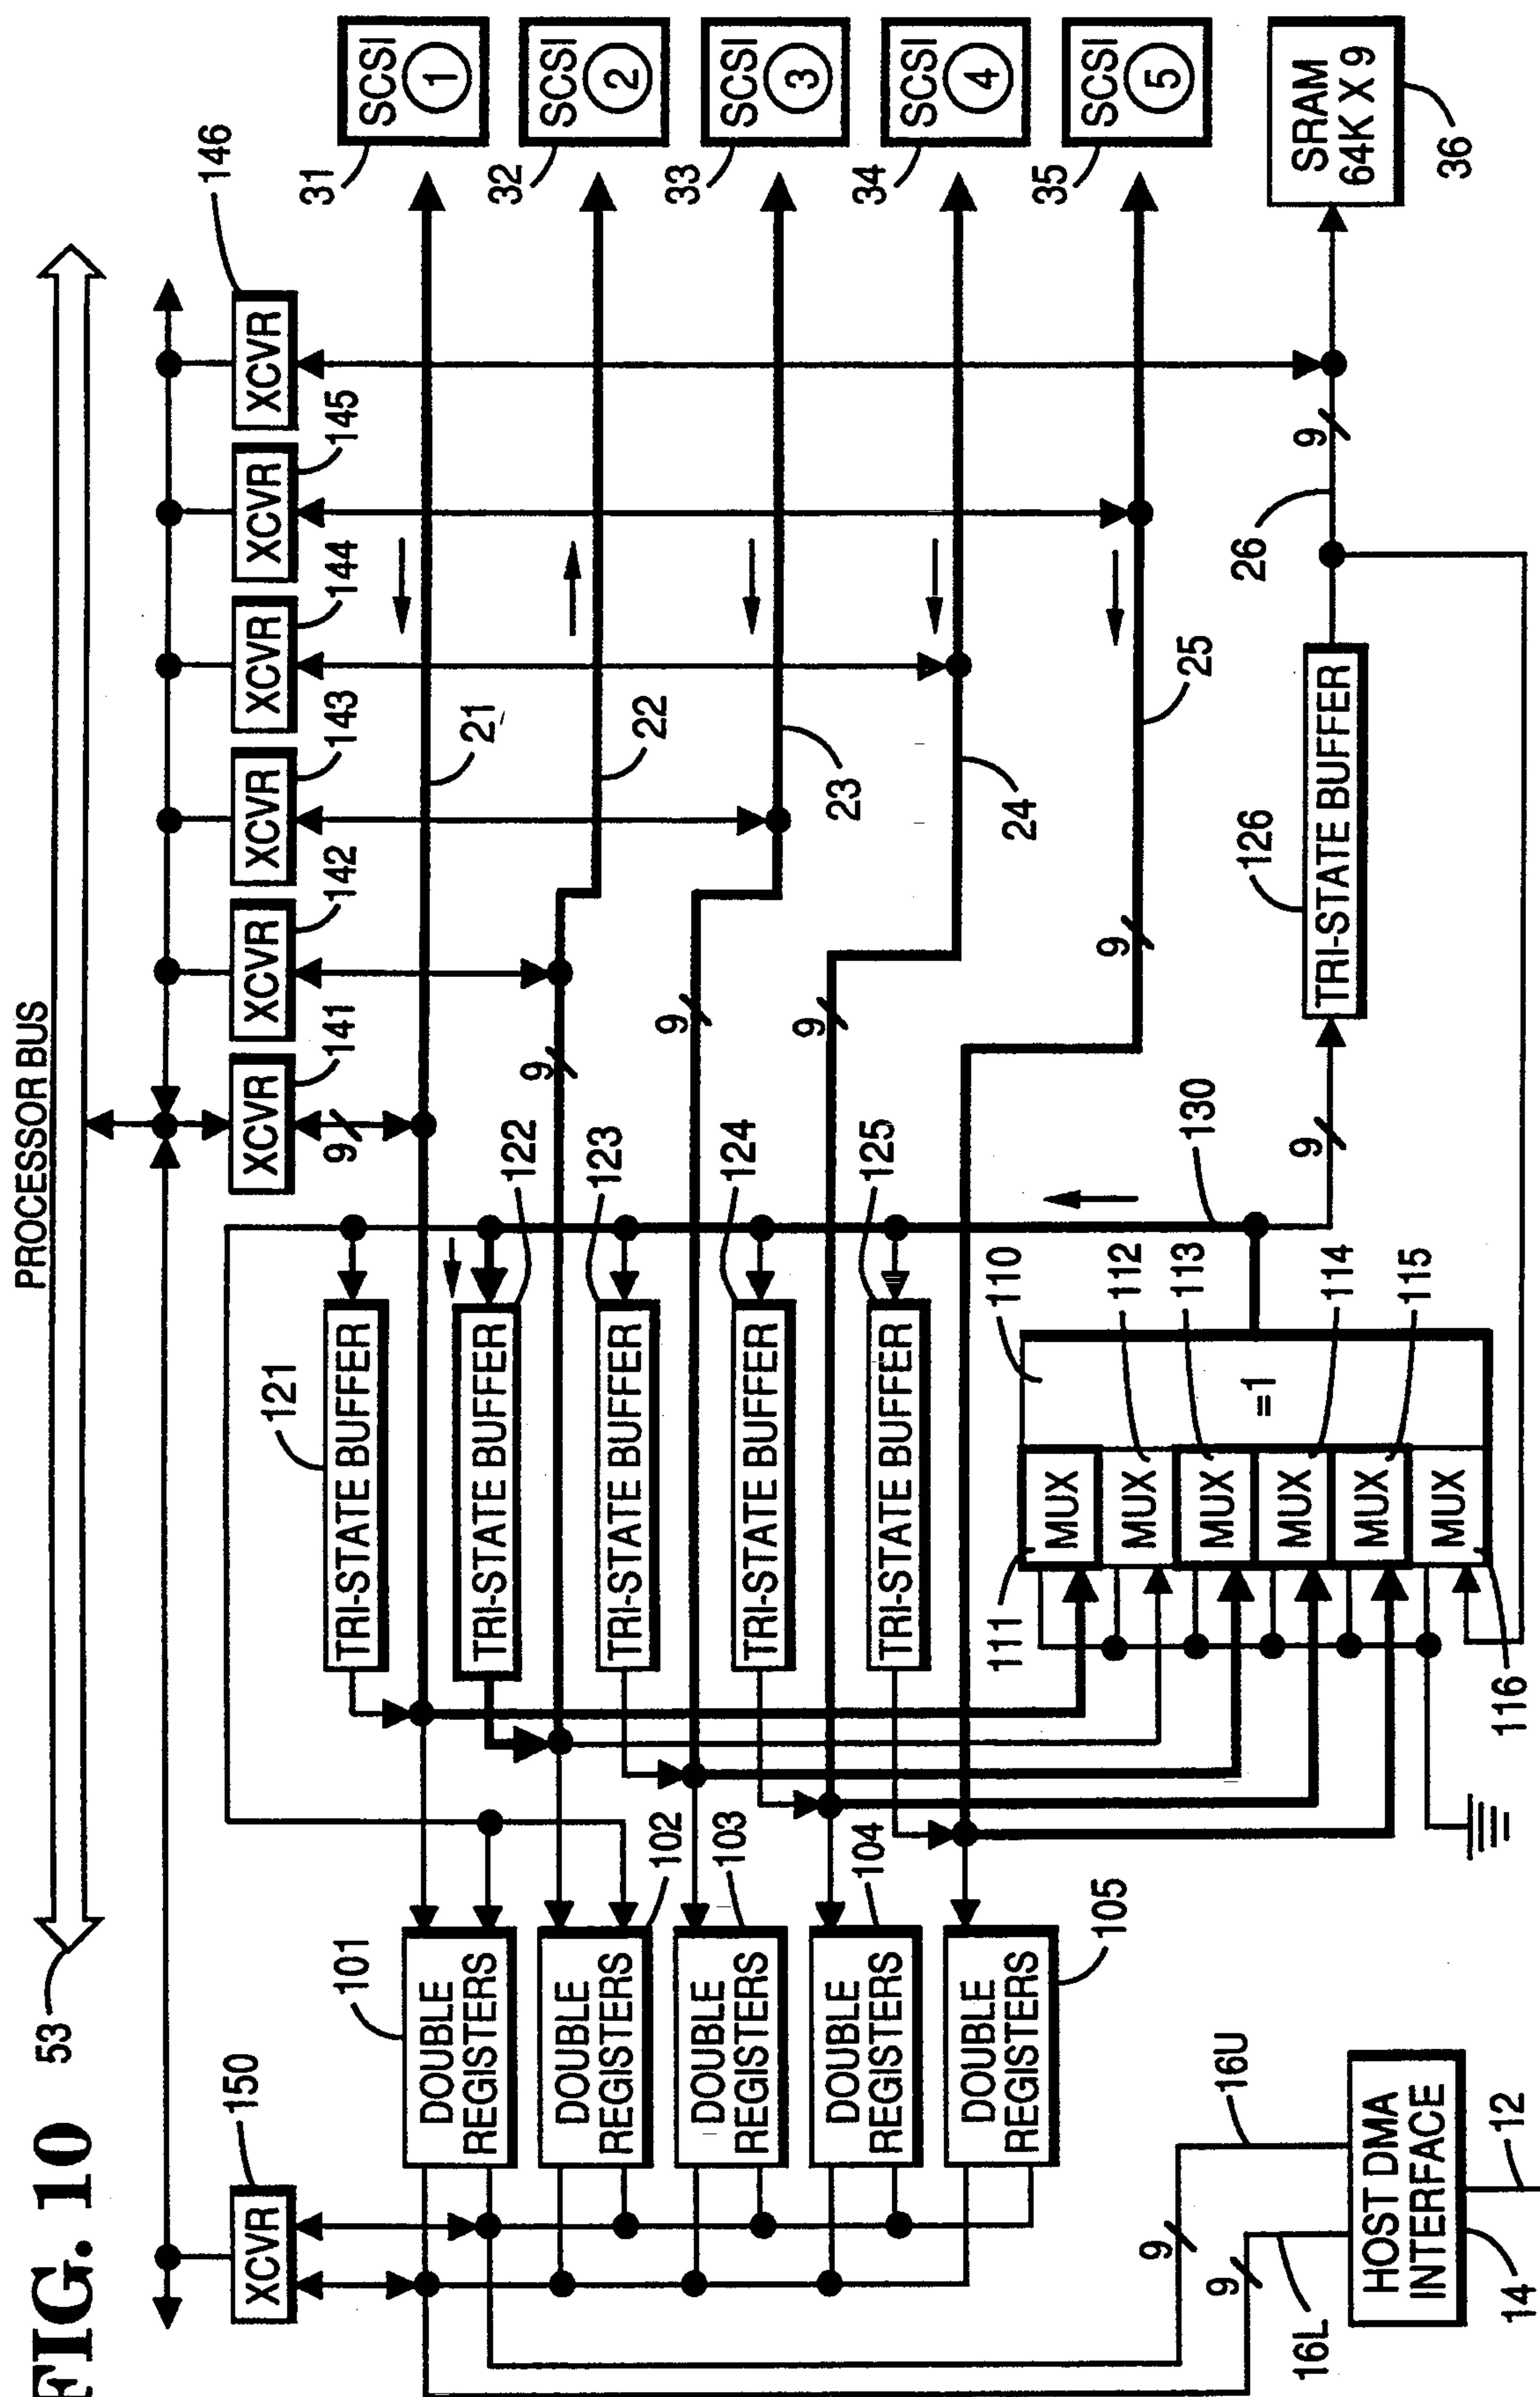 FIG. 10
53
PROCESSOR BUS
150
XCVR
XCVR
141
XCVR
142
XCVR
143
XCVR
144
XCVR
145
XCVR
146
9
101
DOUBLE
REGISTERS
DOUBLE
REGISTERS
102
DOUBLE
REGISTERS
103
DOUBLE
REGISTERS
104
DOUBLE
REGISTERS
105
121
TRI-STATE BUFFER
TRI-STATE BUFFER
122
TRI-STATE BUFFER
123
TRI-STATE BUFFER
124
TRI-STATE BUFFER
125
9
9
9
9
21
22
23
24
25
31
SCSI
1
32
SCSI
2
33
SCSI
3
34
SCSI
4
35
SCSI
5
130
110
=1
111
MUX
MUX
112
MUX
113
MUX
114
MUX
115
MUX
116
9
126
TRI-STATE BUFFER
26
9
SRAM
64K X 9
36
16U
9
9
16L
HOST DMA
INTERFACE
14
12